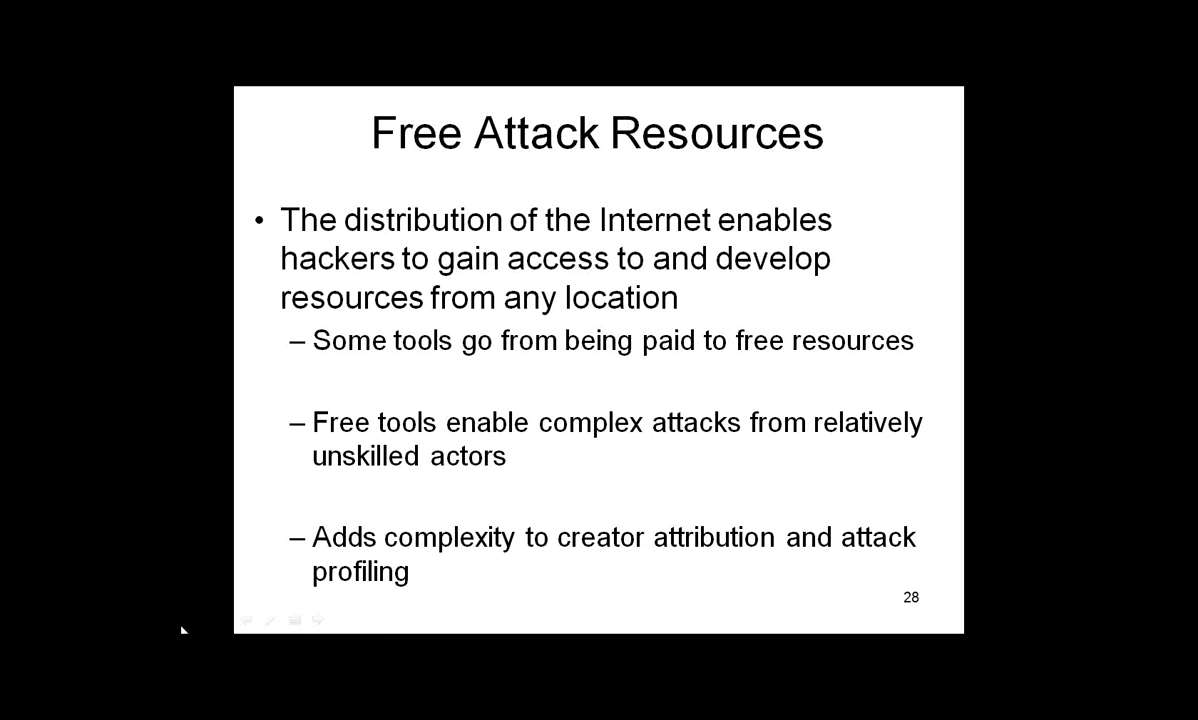 Free Attack Resources
• The distribution of the Internet enables
hackers to gain access to and develop
resources from any location
– Some tools go from being paid to free resources
– Free tools enable complex attacks from relatively
unskilled actors
– Adds complexity to creator attribution and attack
profiling
28